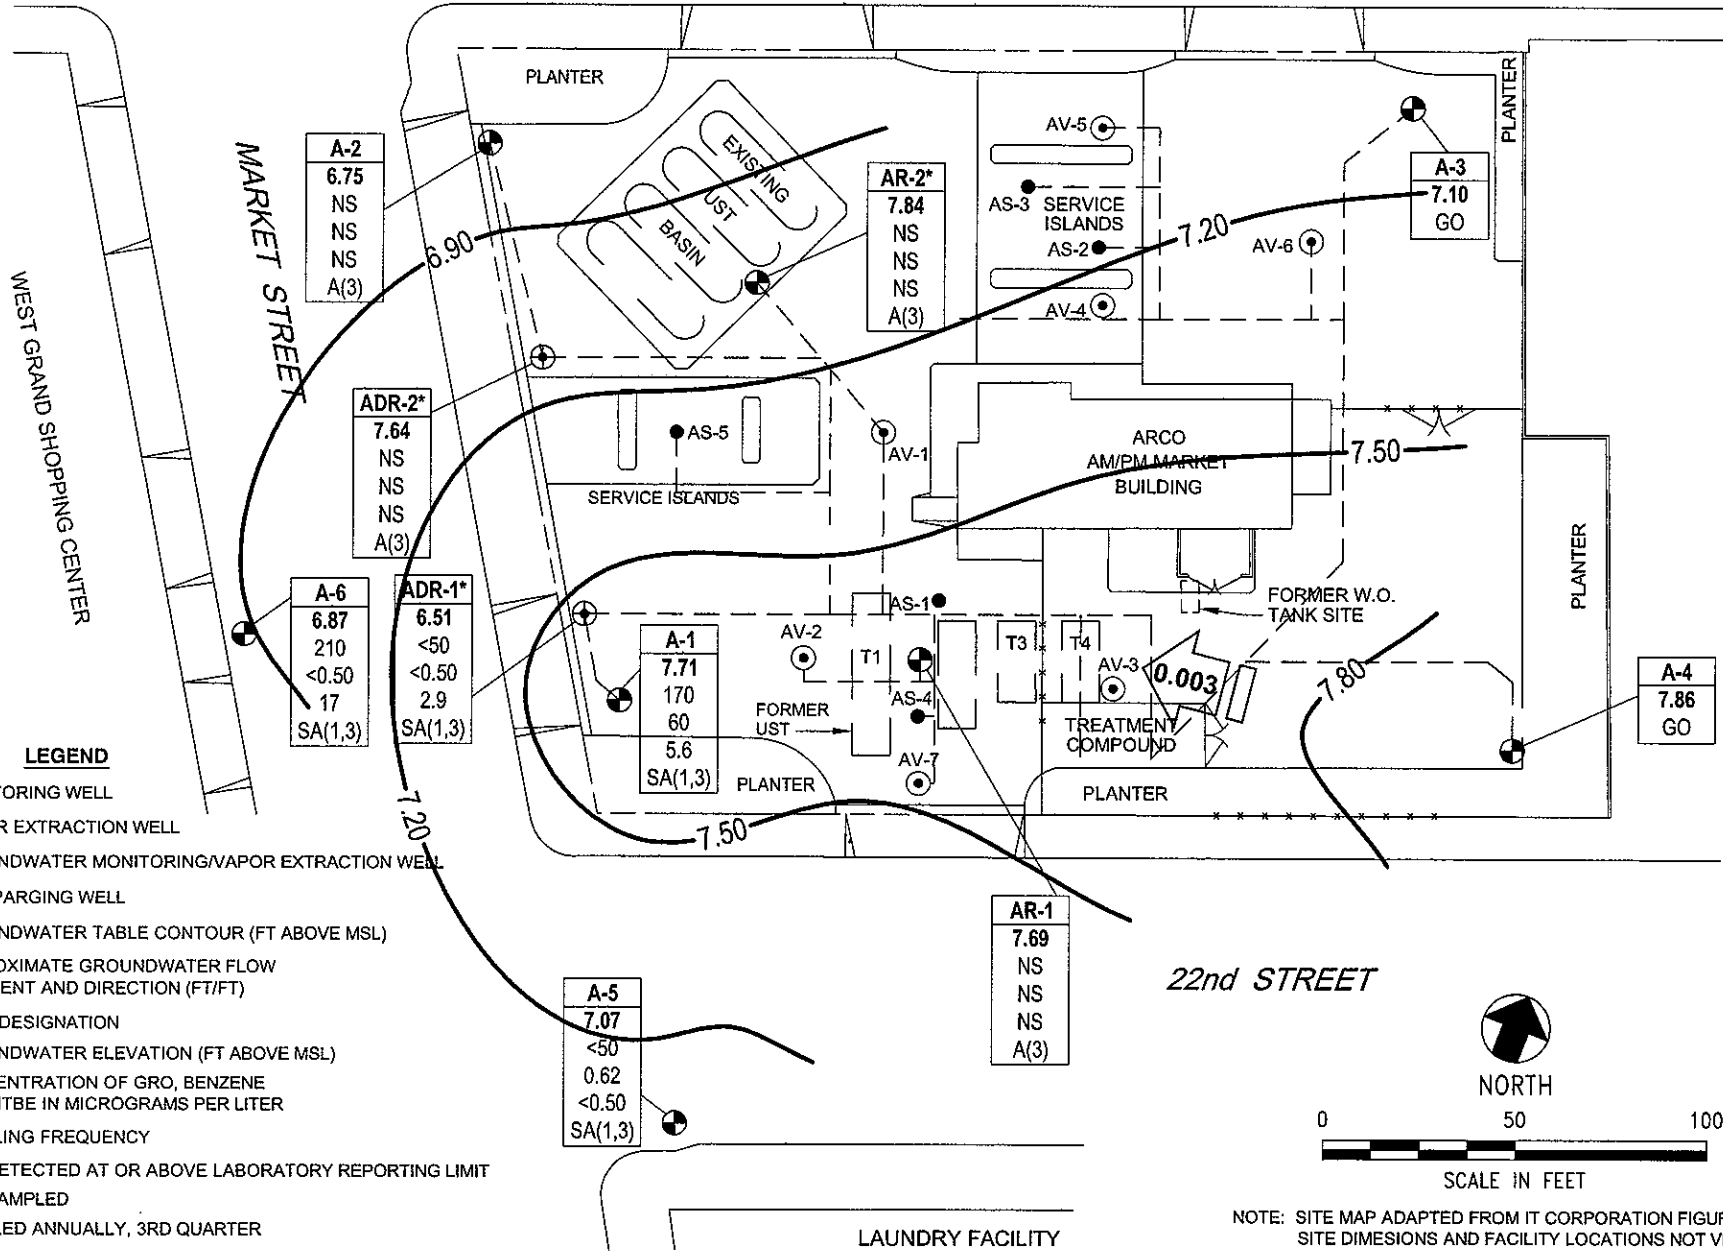 PLANTER
PLANTER
MARKET STREET
WEST GRAND SHOPPING CENTER
A-2
6.75
NS
NS
NS
A(3)
6.90
EXISTING
UST
BASIN
AR-2*
7.84
NS
NS
NS
A(3)
AV-5
AS-3
SERVICE
ISLANDS
AS-2
AV-4
7.20
AV-6
A-3
7.10
GO
ADR-2*
7.64
NS
NS
NS
A(3)
AS-5
SERVICE ISLANDS
AV-1
ARCO
AM/PM MARKET
BUILDING
7.50
PLANTER
FORMER W.O.
TANK SITE
A-6
6.87
210
<0.50
17
SA(1,3)
ADR-1*
6.51
<50
<0.50
2.9
SA(1,3)
A-1
7.71
170
60
5.6
SA(1,3)
AV-2
T1
AS-1
T3
T4
AV-3
0.003
AS-4
FORMER
UST
TREATMENT
COMPOUND
AV-7
PLANTER
PLANTER
7.80
A-4
7.86
GO
7.20
7.50
AR-1
7.69
NS
NS
NS
A(3)
22nd STREET
A-5
7.07
<50
0.62
<0.50
SA(1,3)
LEGEND
TORING WELL
R EXTRACTION WELL
NDWATER MONITORING/VAPOR EXTRACTION WELL
PARGING WELL
NDWATER TABLE CONTOUR (FT ABOVE MSL)
OXIMATE GROUNDWATER FLOW
ENT AND DIRECTION (FT/FT)
DESIGNATION
NDWATER ELEVATION (FT ABOVE MSL)
ENTRATION OF GRO, BENZENE
MTBE IN MICROGRAMS PER LITER
LING FREQUENCY
ETECTED AT OR ABOVE LABORATORY REPORTING LIMIT
AMPLED
LED ANNUALLY, 3RD QUARTER
LAUNDRY FACILITY
NORTH
0 50 100
SCALE IN FEET
NOTE: SITE MAP ADAPTED FROM IT CORPORATION FIGUR
SITE DIMESIONS AND FACILITY LOCATIONS NOT V